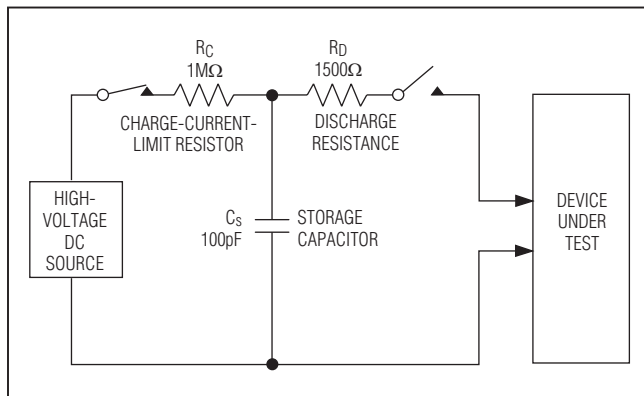 RC
1MΩ
CHARGE-CURRENT-
LIMIT RESISTOR
RD
1500Ω
DISCHARGE
RESISTANCE
HIGH-
VOLTAGE
DC
SOURCE
Cs
100pF
STORAGE
CAPACITOR
DEVICE
UNDER
TEST